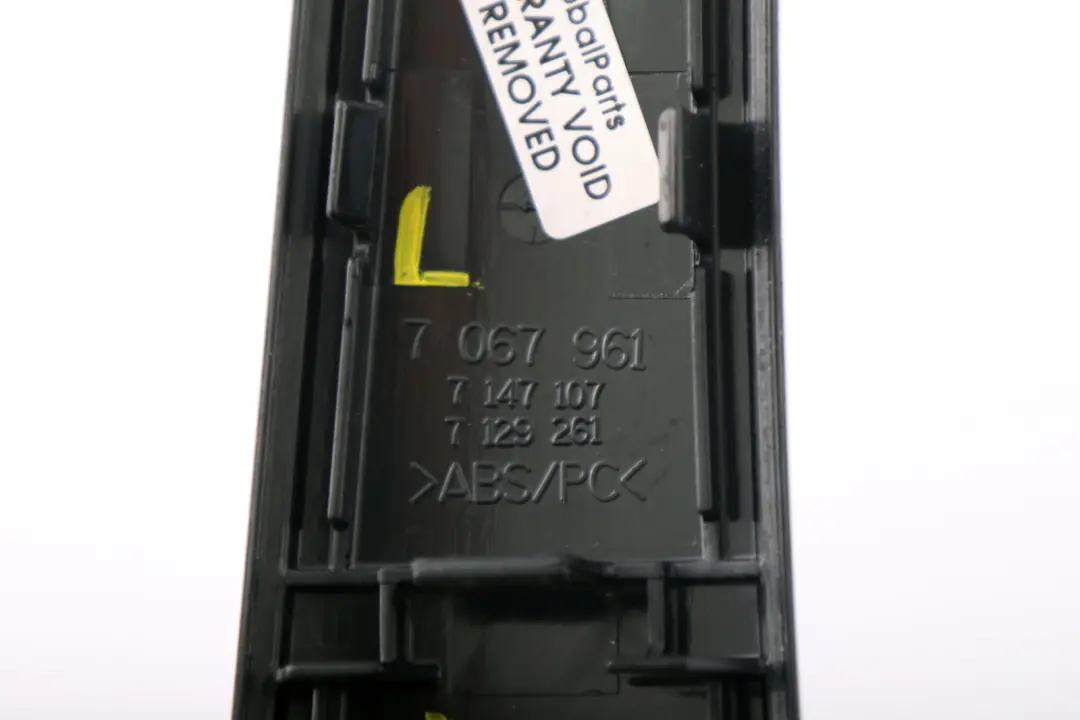 balParts
RANTY VOID
REMOVED
L
7 067 961
7 147 107
7 129 261
>ABS/PC<